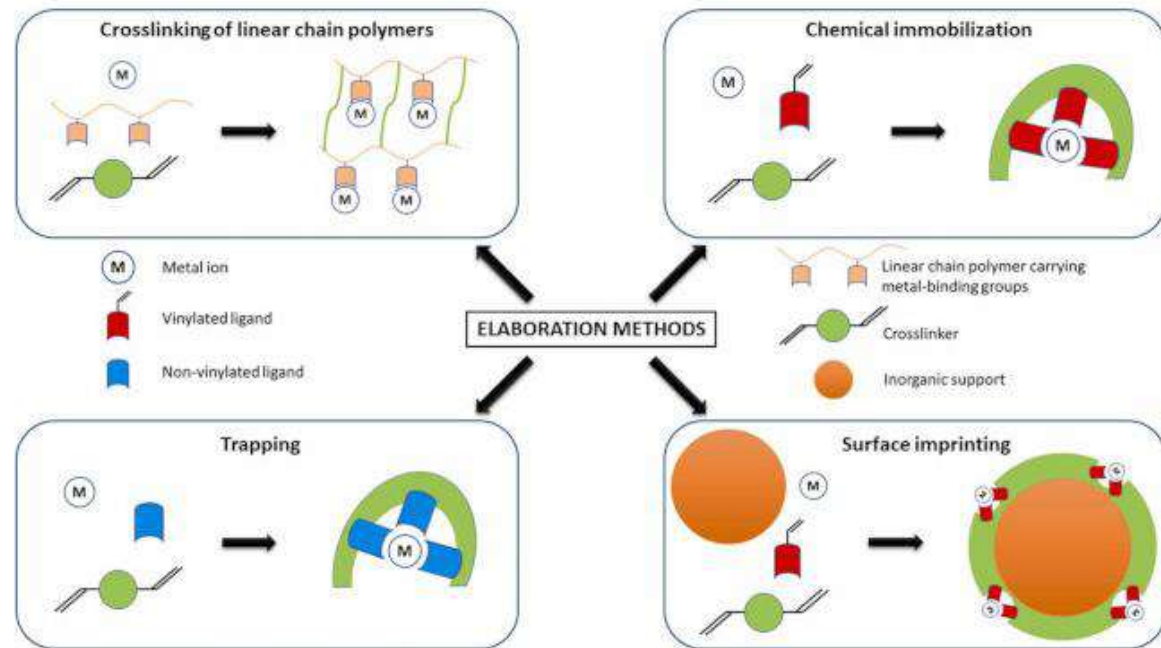 Crosslinking of linear chain polymers
M
M
M
M
M
Chemical immobilization
M
M
M
Metal ion
Vinylated ligand
Non-vinylated ligand
ELABORATION METHODS
Linear chain polymer carrying
metal-binding groups
Crosslinker
Inorganic support
Trapping
M
M
Surface imprinting
M
M
M
M
M